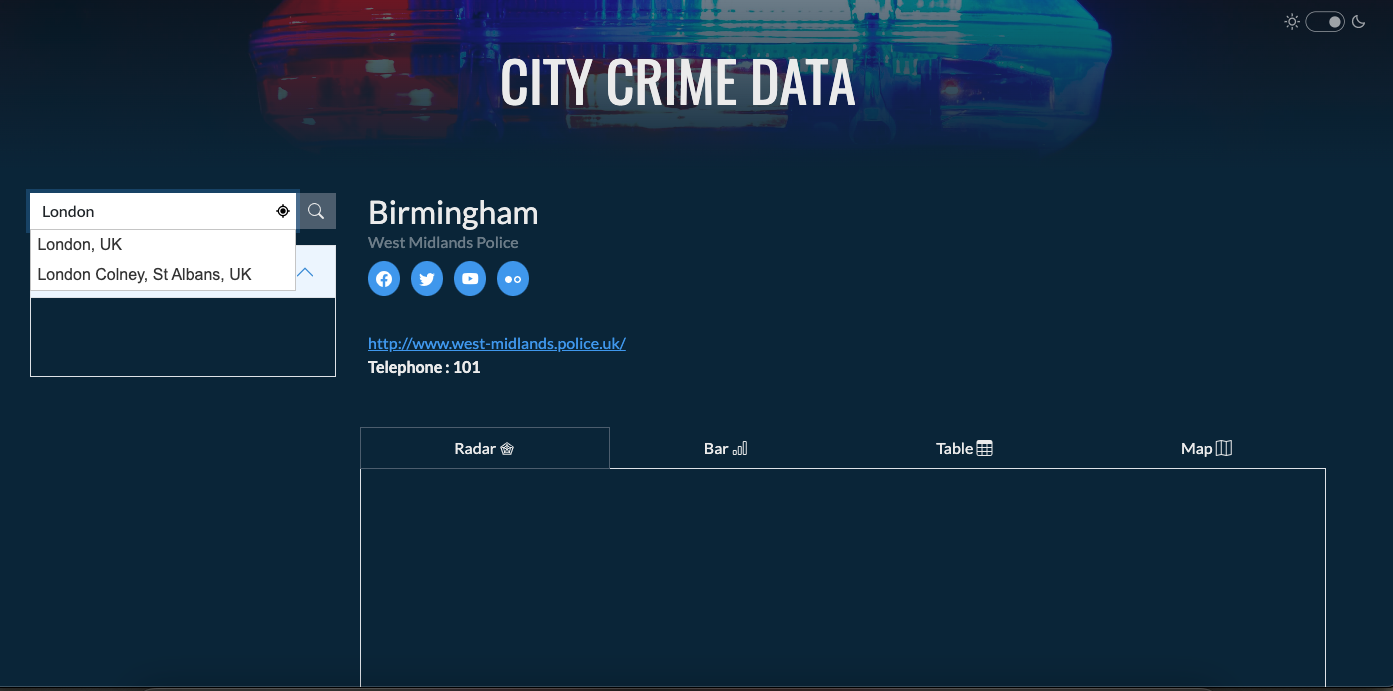 CITY CRIME DATA
London
London, UK
London Colney, St Albans, UK
Birmingham
West Midlands Police
http://www.west-midlands.police.uk/
Telephone : 101
Radar
Bar
Table
Map